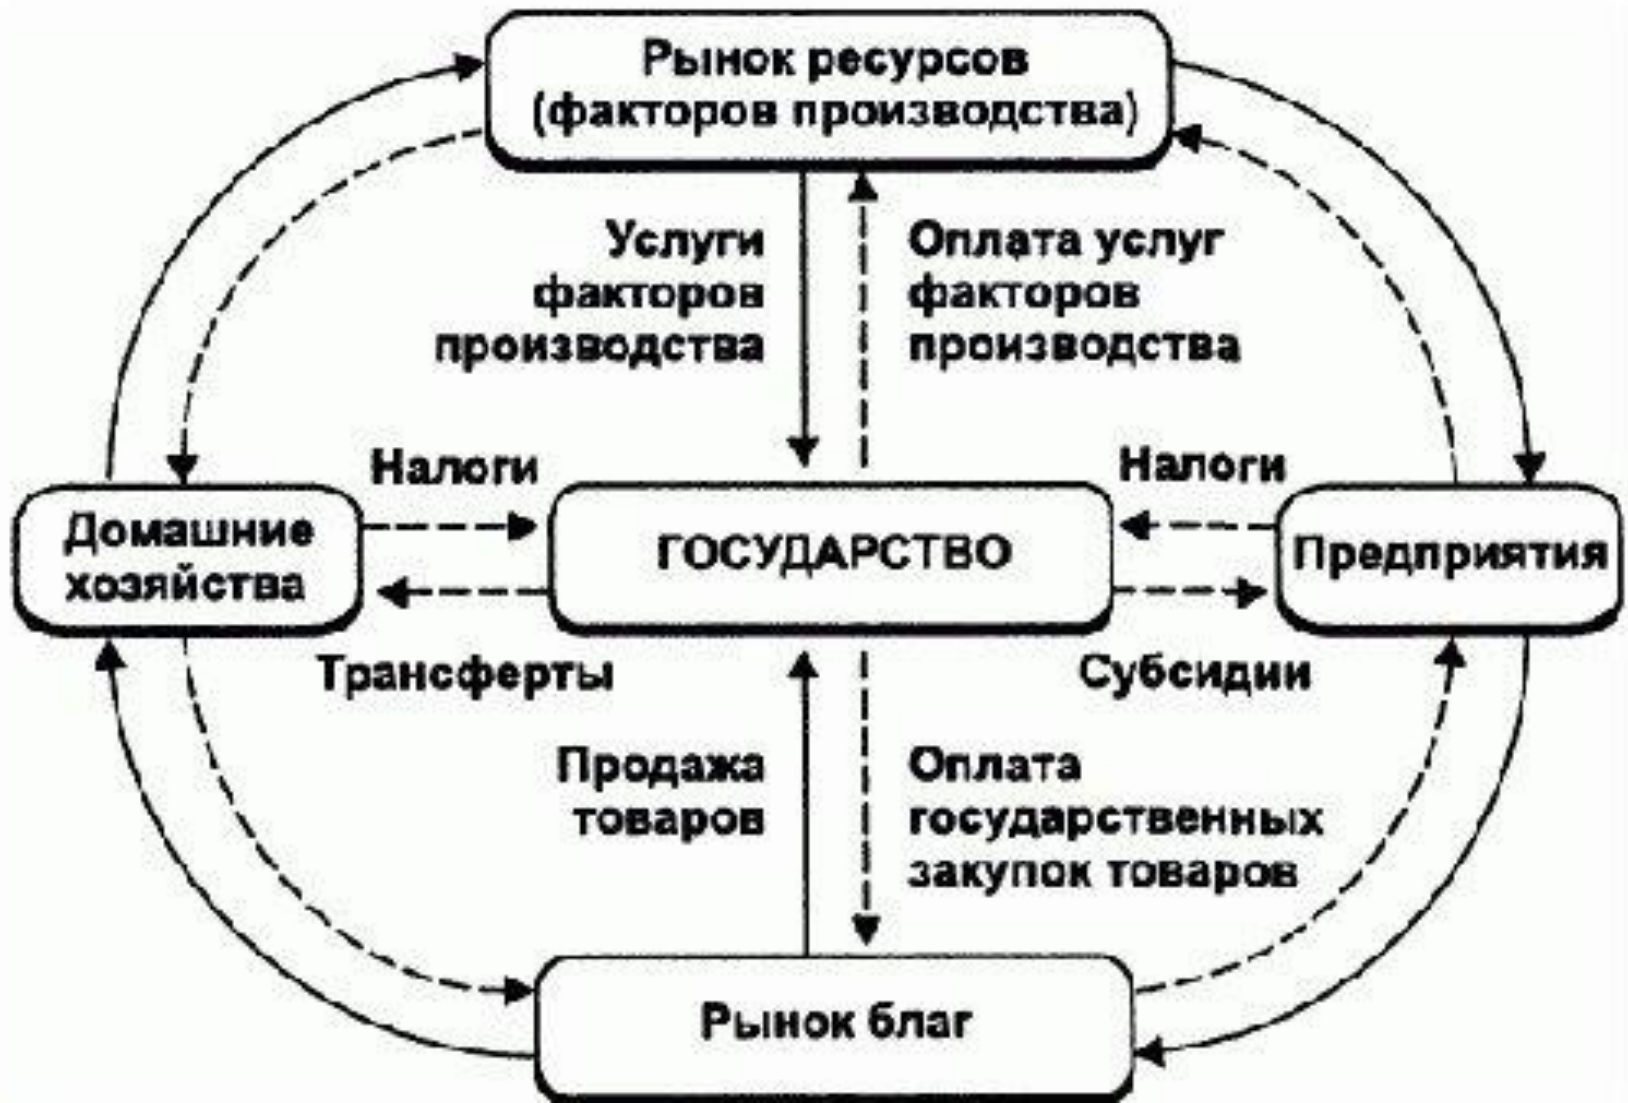 Рынок ресурсов
(факторов производства)
Услуги
факторов
производства
Оплата услуг
факторов
производства
Налоги
Налоги
Домашние
хозяйства
ГОСУДАРСТВО
Предприятия
Трансферты
Субсидии
Продажа
товаров
Оплата
государственных
закупок товаров
Рынок благ